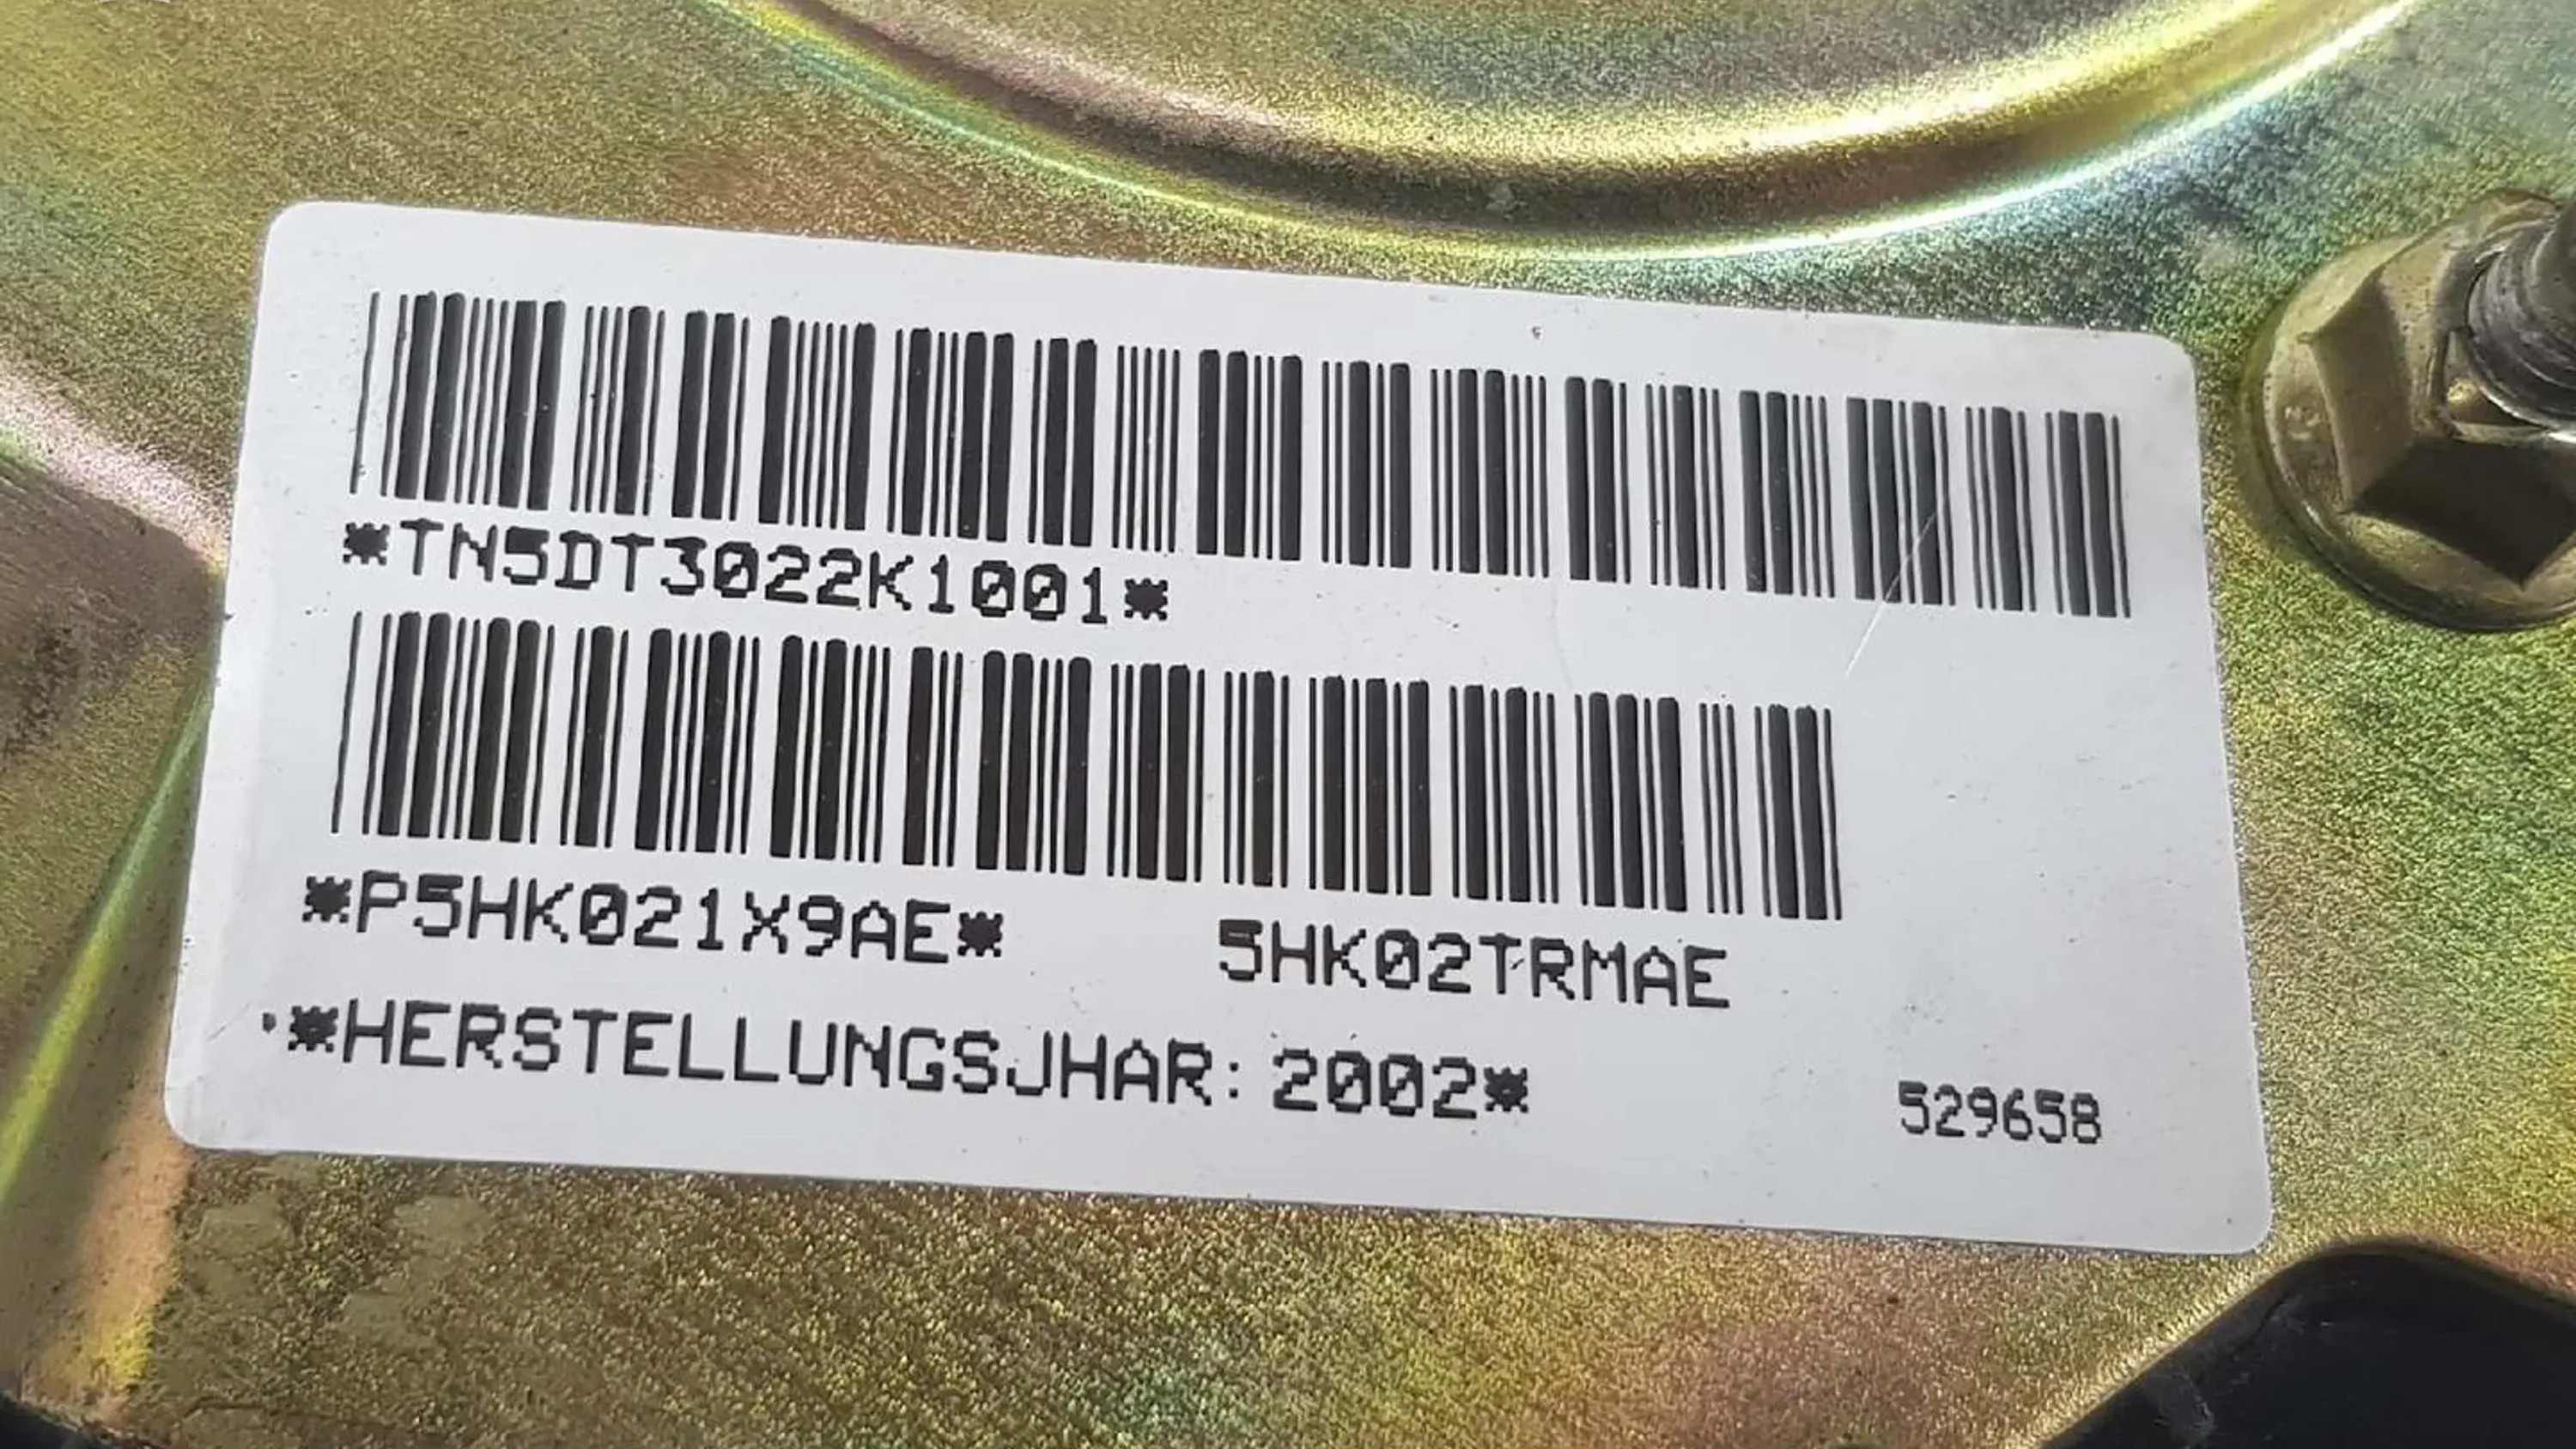 *TN5DT3022K1001*
*P5HK021X9AE* 5HK02TRMAE
*HERSTELLUNGSJHAR: 2002* 529658